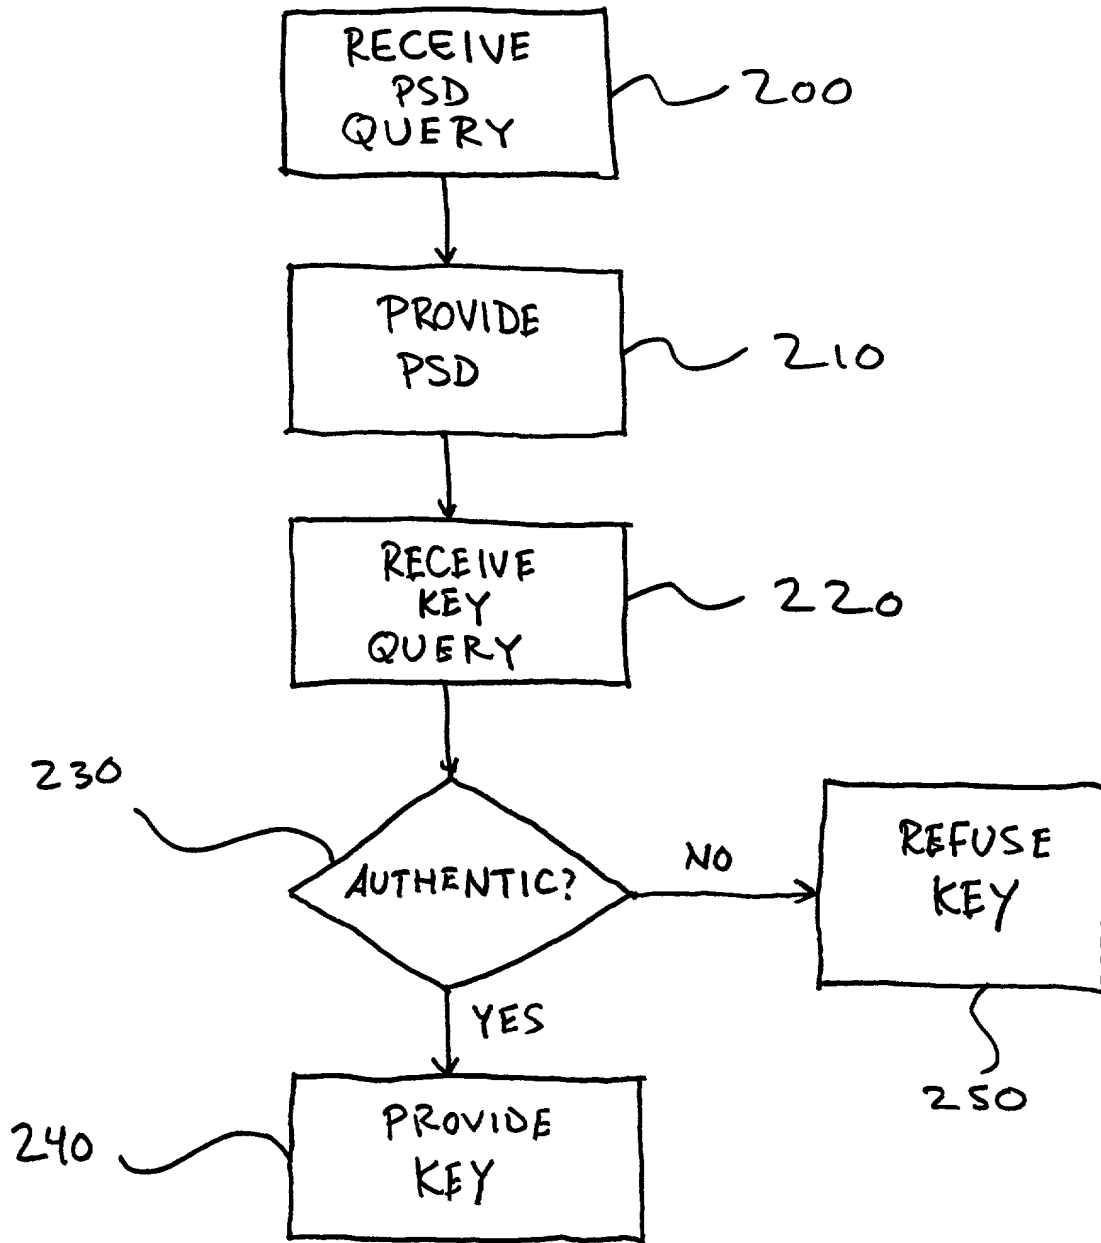 RECEIVE
PSD
QUERY
200
PROVIDE
PSD
210
RECEIVE
KEY
QUERY
220
230
AUTHENTIC?
NO
REFUSE
KEY
250
YES
240
PROVIDE
KEY